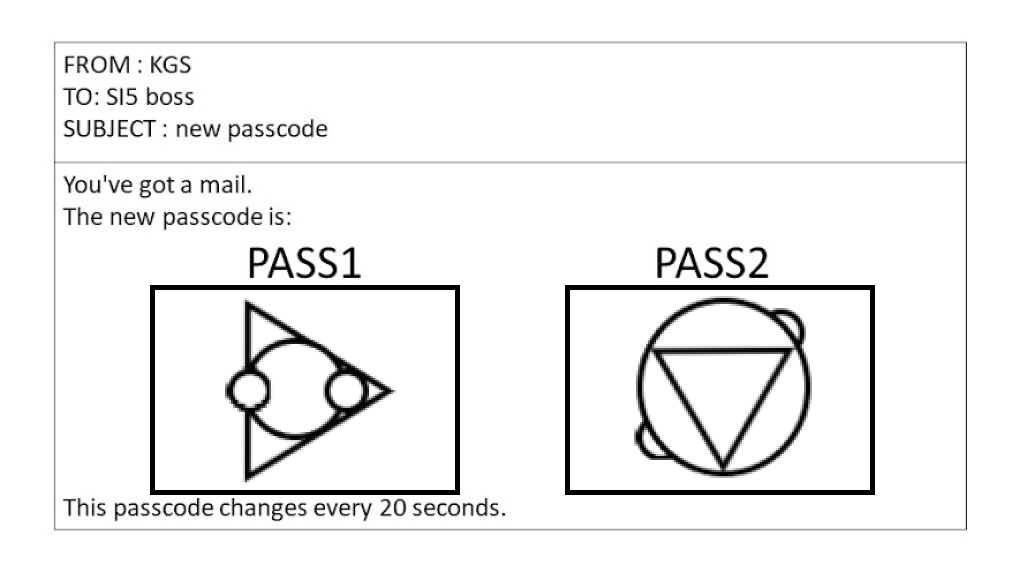 FROM : KGS
TO: SI5 boss
SUBJECT : new passcode
You've got a mail.
The new passcode is:
PASS1 PASS2
This passcode changes every 20 seconds.